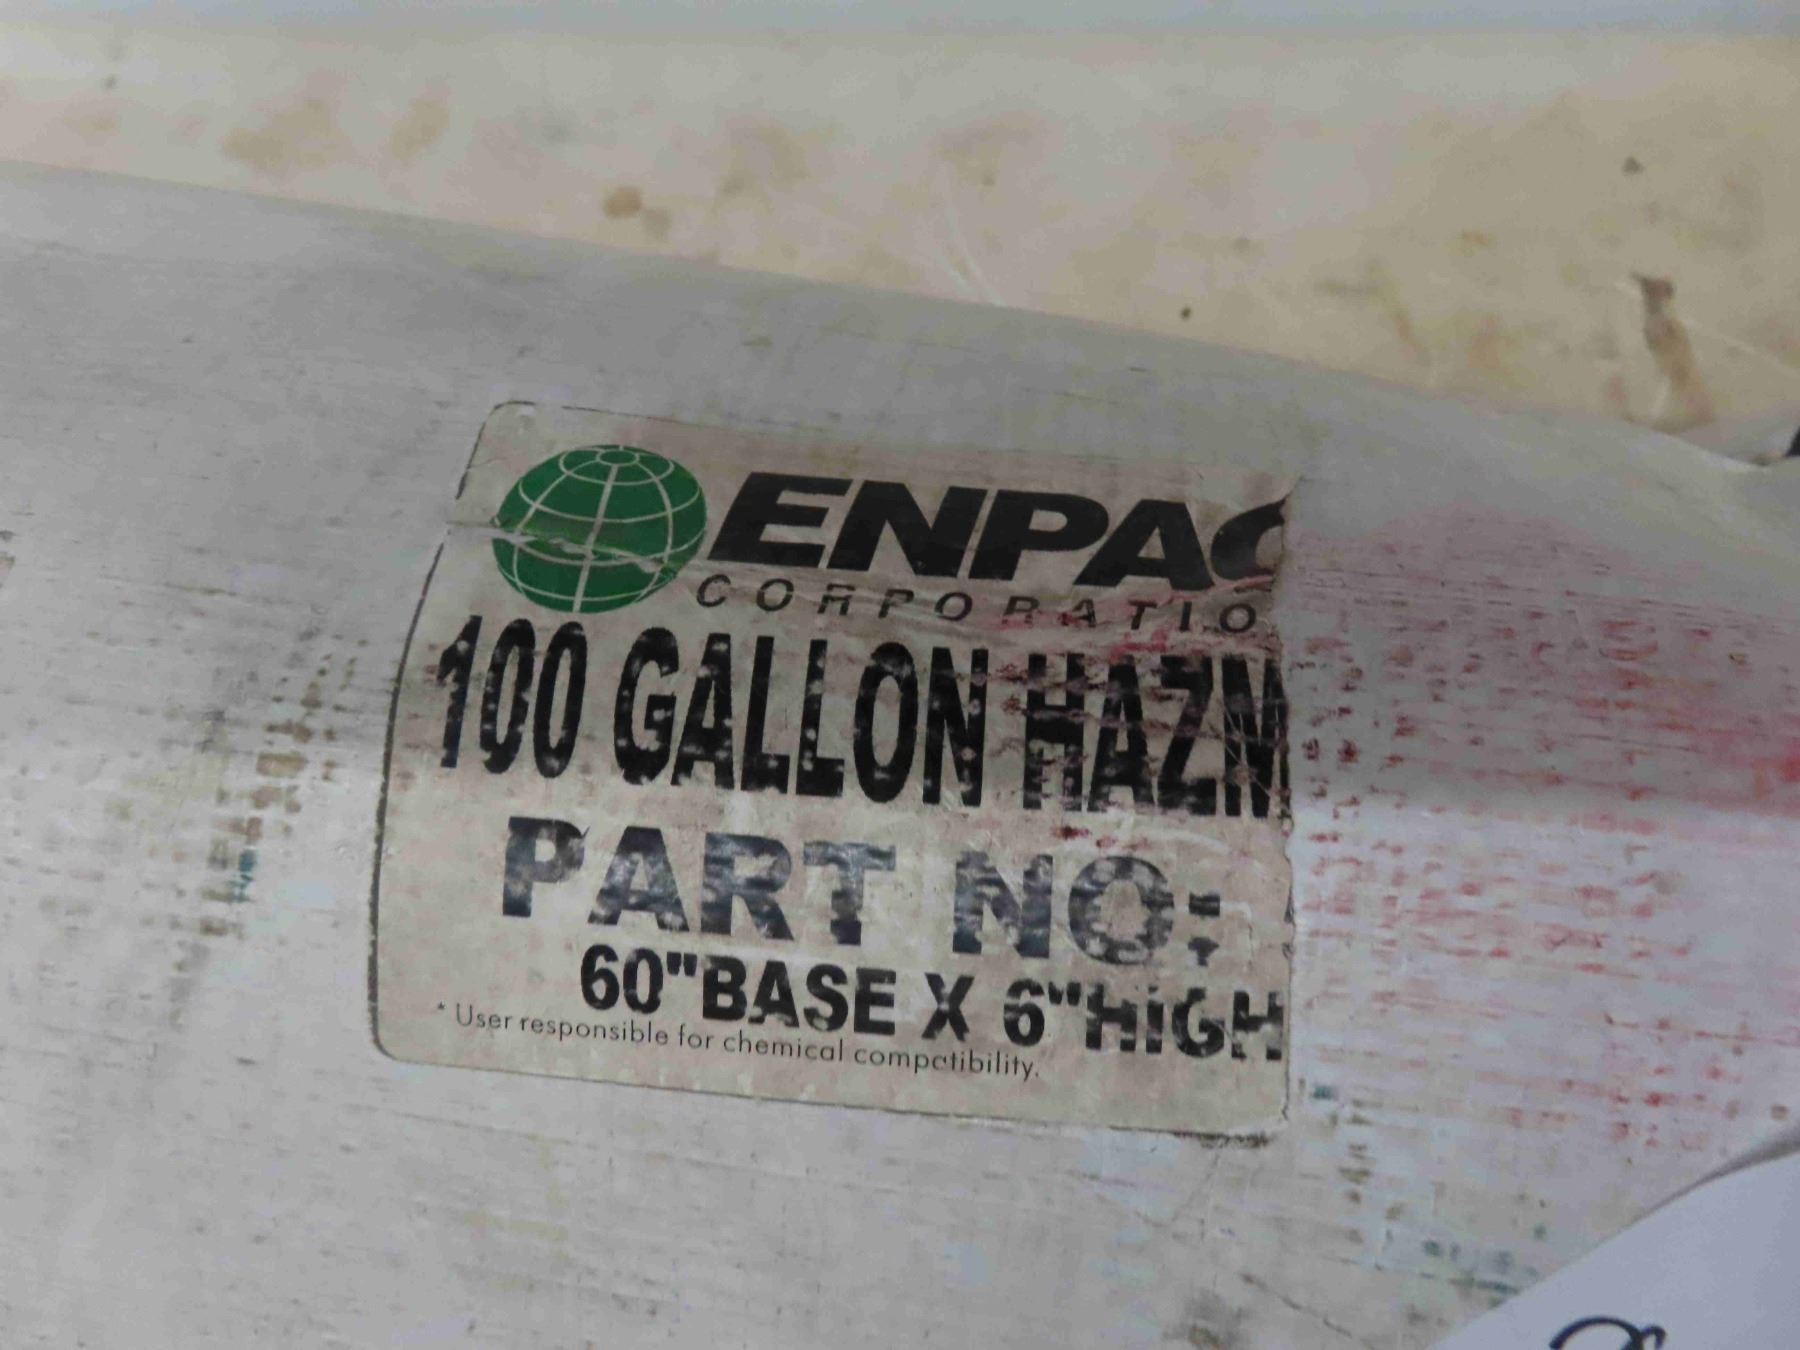 ENPAC
CORPORATIO
100 GALLON HAZM
PART NO:
60"BASE X 6"HIGH
* User responsible for chemical compatibility.